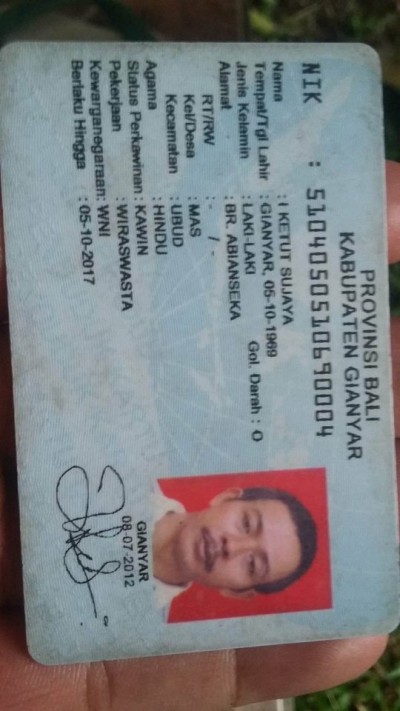 PROVINSI BALI
KABUPATEN GIANYAR
NIK : 5104050510690004
Nama : I KETUT SUJAYA
Tempat/Tgl Lahir : GIANYAR, 05-10-1969
Jenis Kelamin : LAKI-LAKI Gol. Darah : O
Alamat : BR. ABIANSEKA
RT/RW : - / -
Kel/Desa : MAS
Kecamatan : UBUD
Agama : HINDU
Status Perkawinan : KAWIN
Pekerjaan : WIRASWASTA
Kewarganegaraan: WNI
Berlaku Hingga : 05-10-2017
GIANYAR
08-07-2012